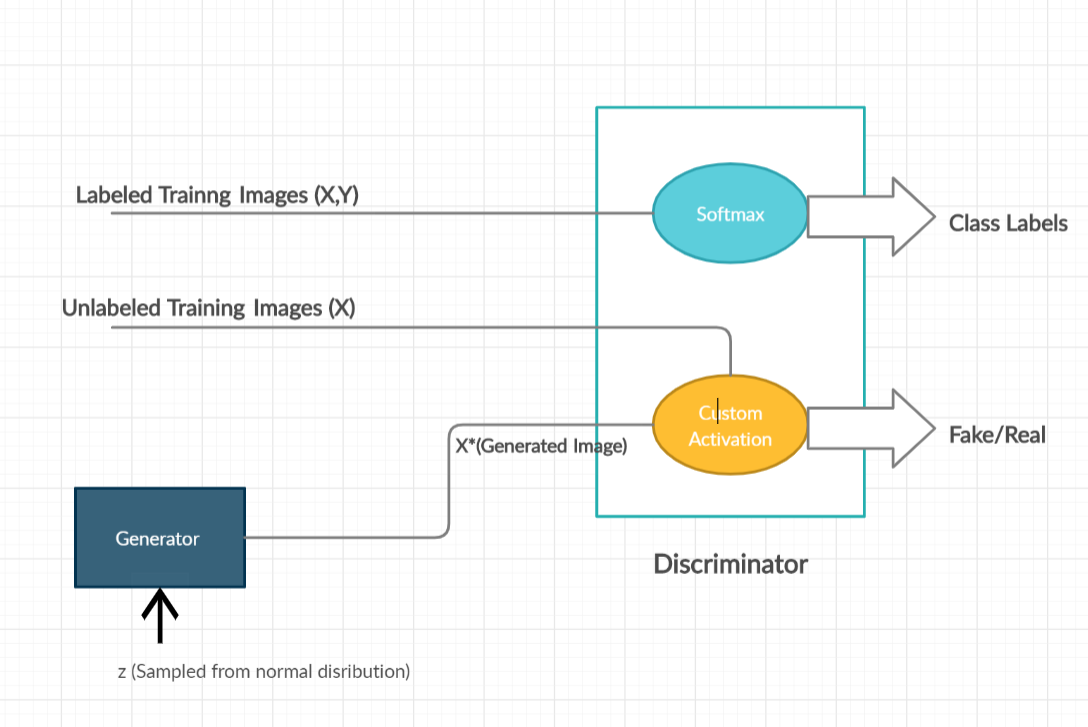 Labeled Trainng Images (X,Y)
Softmax
Class Labels
Unlabeled Training Images (X)
Custom
Activation
Fake/Real
X*(Generated Image)
Generator
Discriminator
z (Sampled from normal disribution)